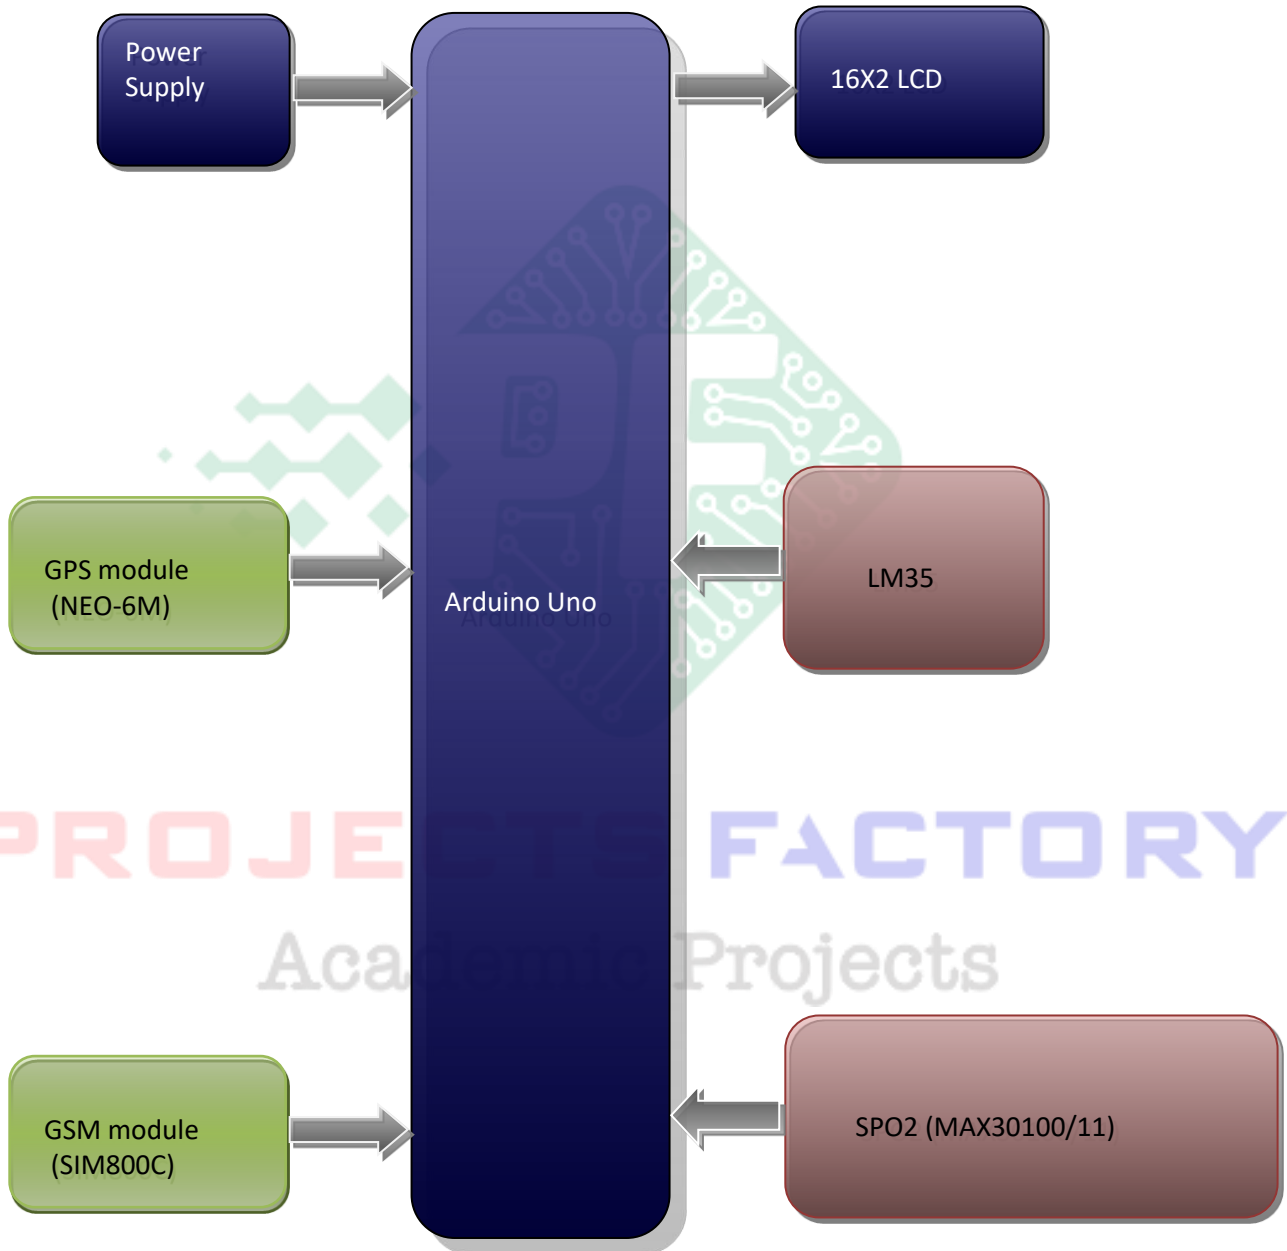 Power
Supply
16X2 LCD
GPS module
(NEO-6M)
Arduino Uno
LM35
PROJECTS FACTORY
Academic Projects
GSM module
(SIM800C)
SPO2 (MAX30100/11)